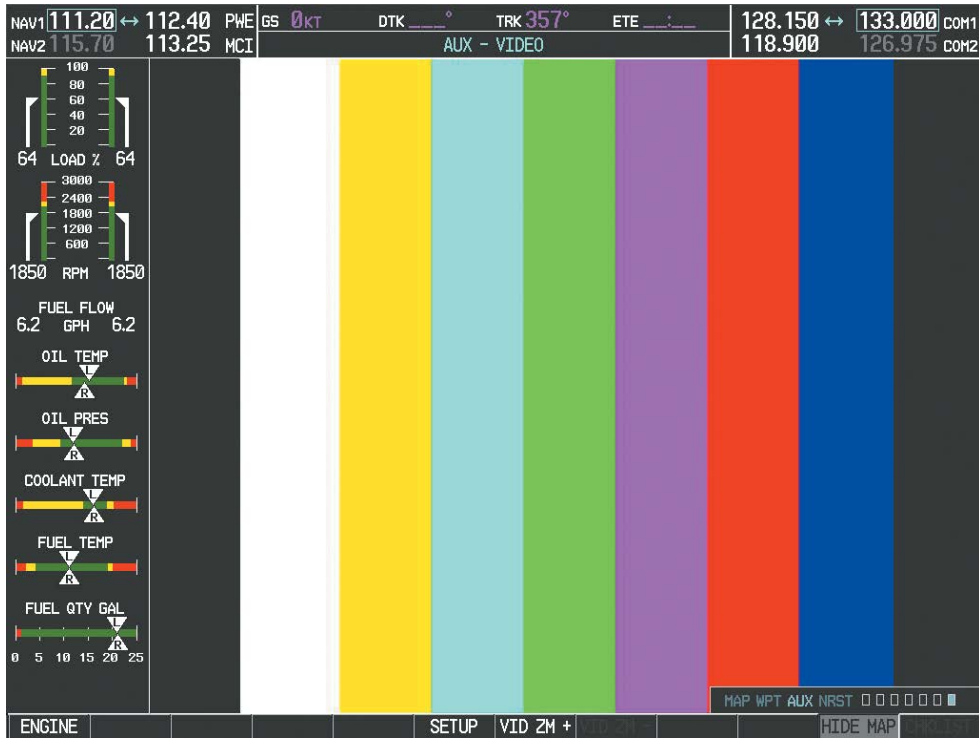 NAV1 111.20 ↔ 112.40 PWE GS 0KT DTK ___° TRK 357° ETE __:__ 128.150 ↔ 133.000 COM1
NAV2 115.70 113.25 MCI AUX - VIDEO 118.900 126.975 COM2
100
80
60
40
20
64 LOAD % 64
3000
2400
1800
1200
600
1850 RPM 1850
FUEL FLOW
6.2 GPH 6.2
OIL TEMP
L
R
OIL PRES
L
R
COOLANT TEMP
L
R
FUEL TEMP
L
R
FUEL QTY GAL
L
R
0 5 10 15 20 25
MAP WPT AUX NRST
ENGINE SETUP VID ZM + VID ZM - HIDE MAP CHKLIST